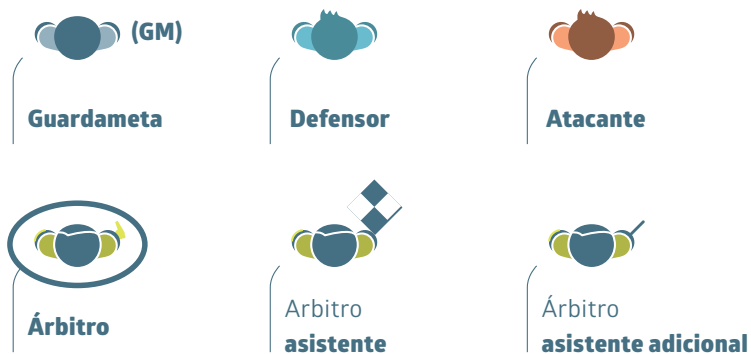 (GM)
Guardameta
Defensor
Atacante
Árbitro
Arbitro
asistente
Árbitro
asistente adicional